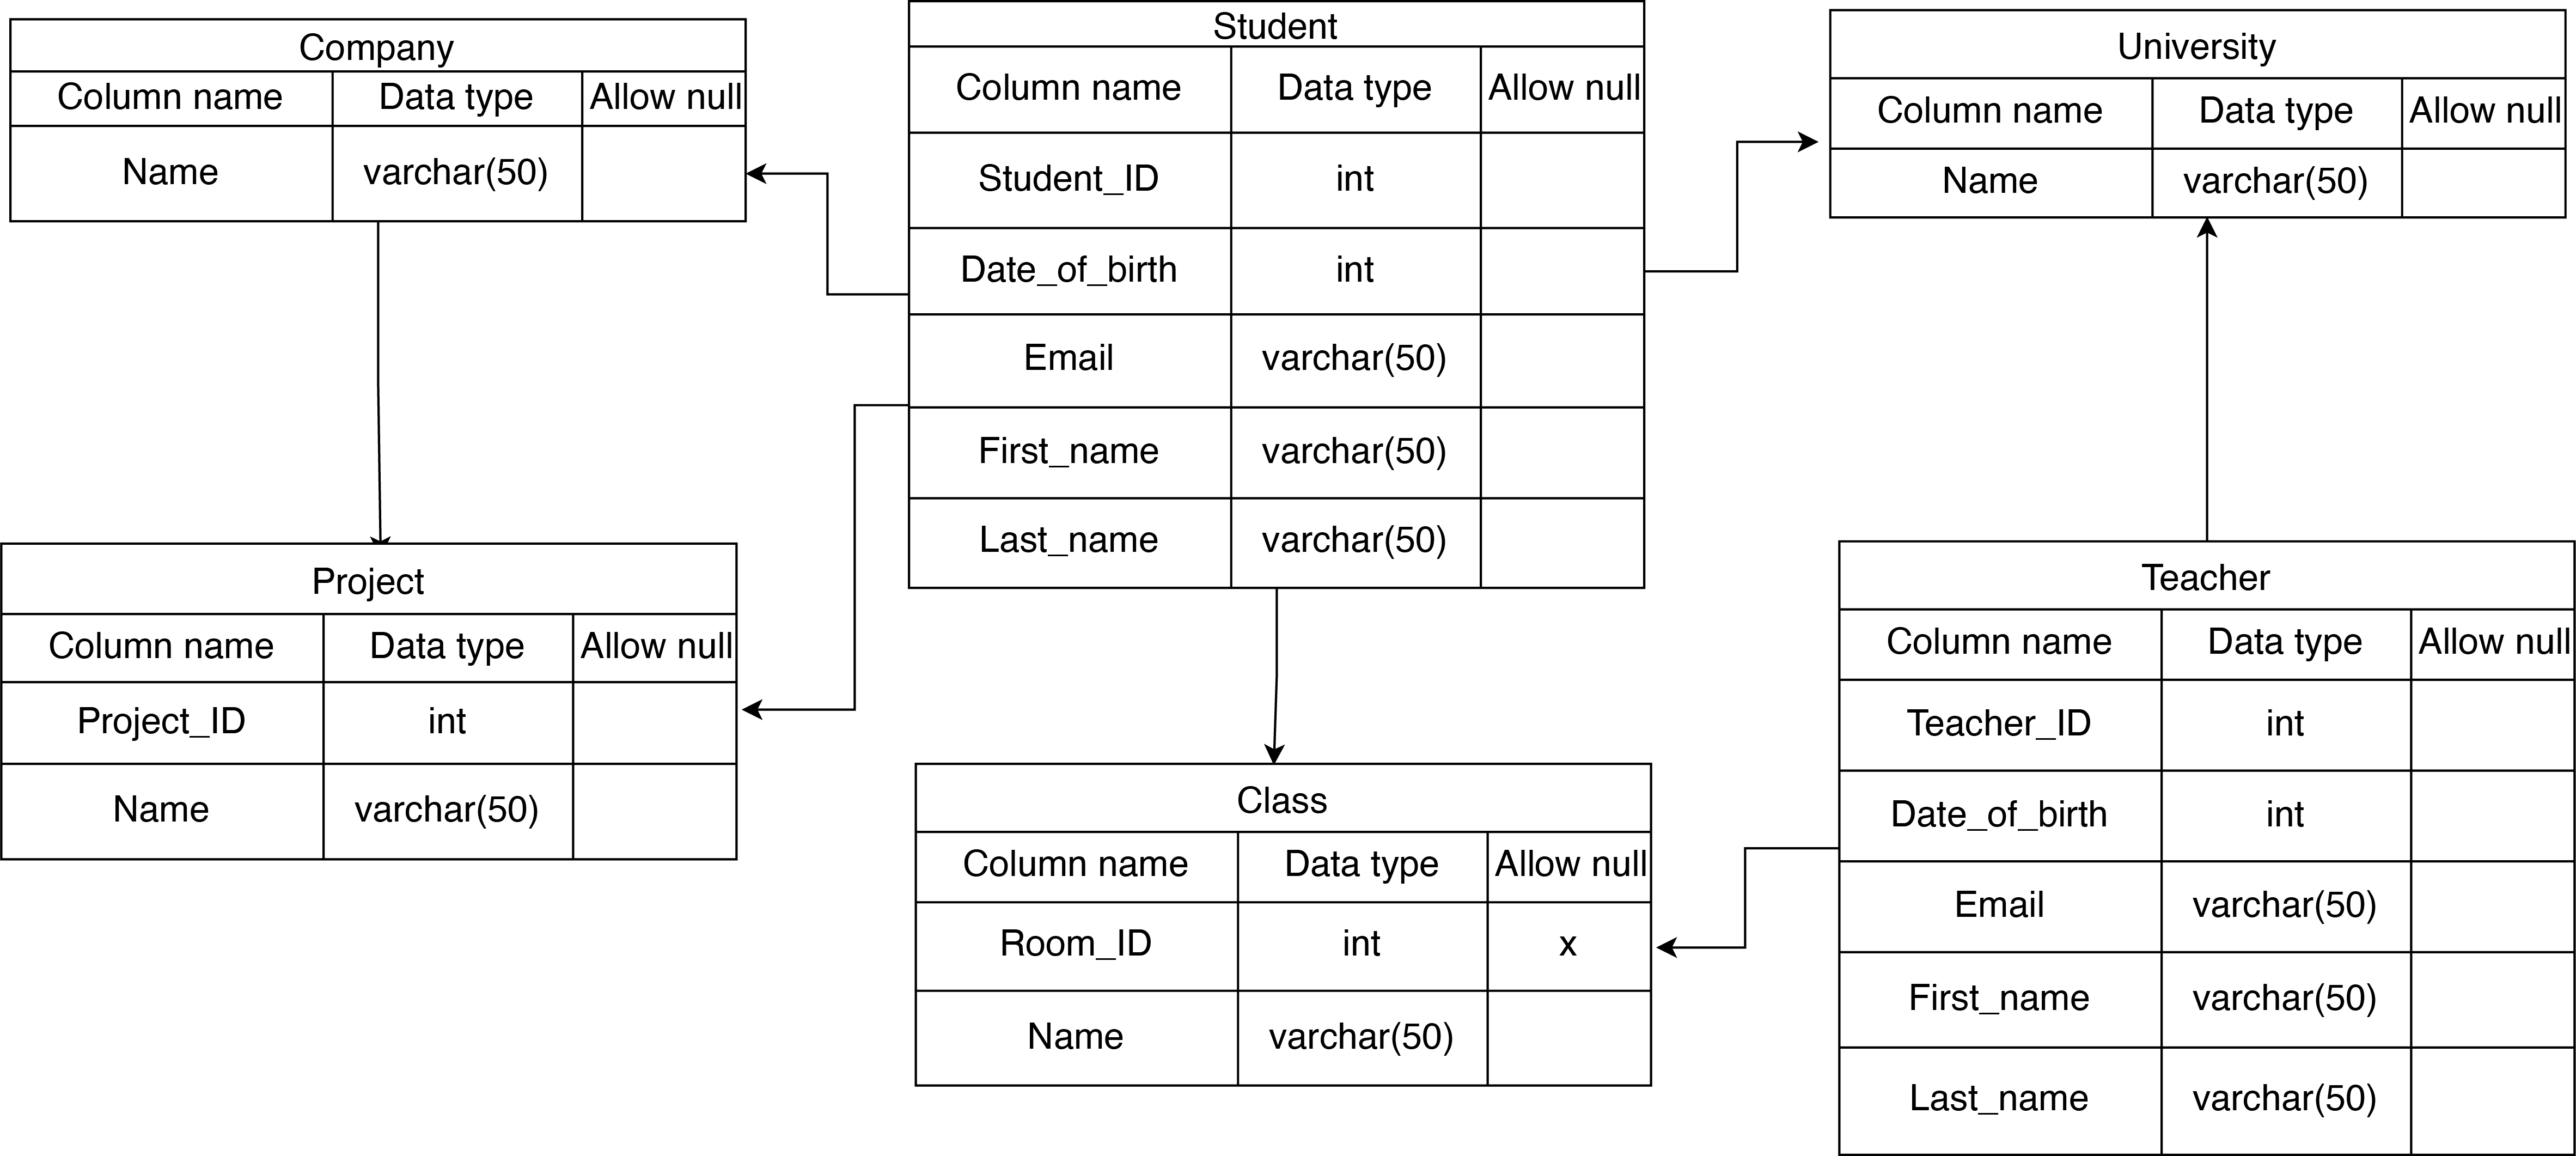 Company
Column name Data type Allow null
Name varchar(50)
Student
Column name Data type Allow null
Student_ID int
Date_of_birth int
Email varchar(50)
First_name varchar(50)
Last_name varchar(50)
University
Column name Data type Allow null
Name varchar(50)
Project
Column name Data type Allow null
Project_ID int
Name varchar(50)
Class
Column name Data type Allow null
Room_ID int x
Name varchar(50)
Teacher
Column name Data type Allow null
Teacher_ID int
Date_of_birth int
Email varchar(50)
First_name varchar(50)
Last_name varchar(50)